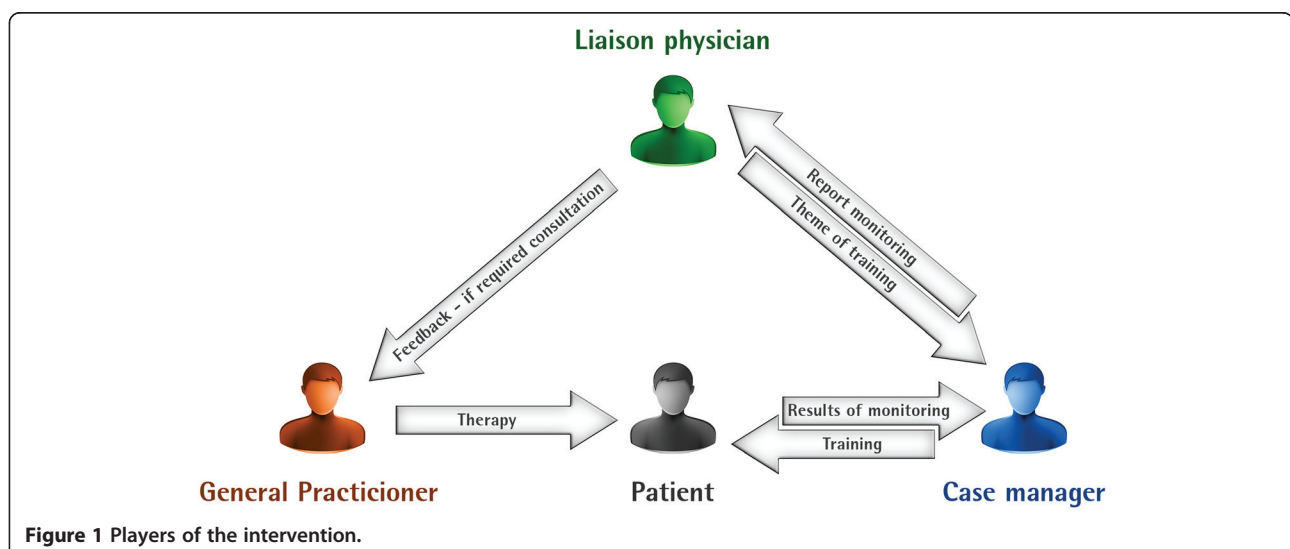 Liaison physician
Report monitoring
Theme of training
Feedback - if required consultation
Therapy
Results of monitoring
Training
General Practicioner
Patient
Case manager
Figure 1 Players of the intervention.